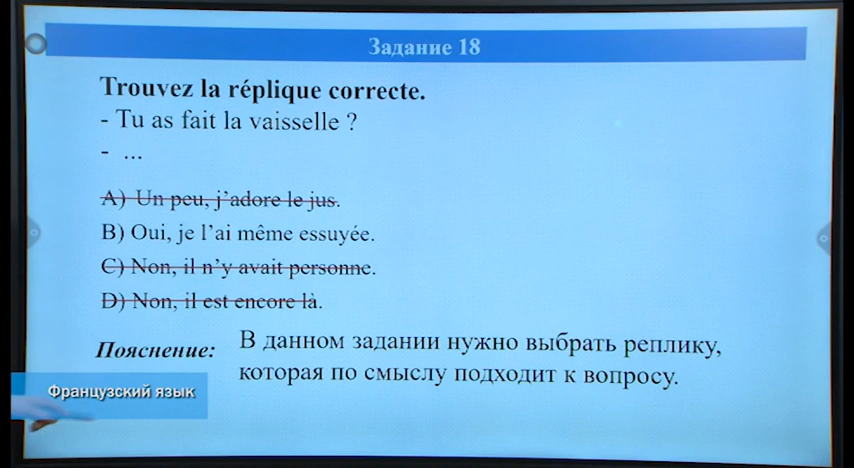 Задание 18
Trouvez la réplique correcte.
- Tu as fait la vaisselle ?
- ...
A) Un peu, j’adore le jus.
B) Oui, je l’ai même essuyée.
C) Non, il n’y avait personne.
D) Non, il est encore là.
Пояснение: В данном задании нужно выбрать реплику,
которая по смыслу подходит к вопросу.
Французский язык